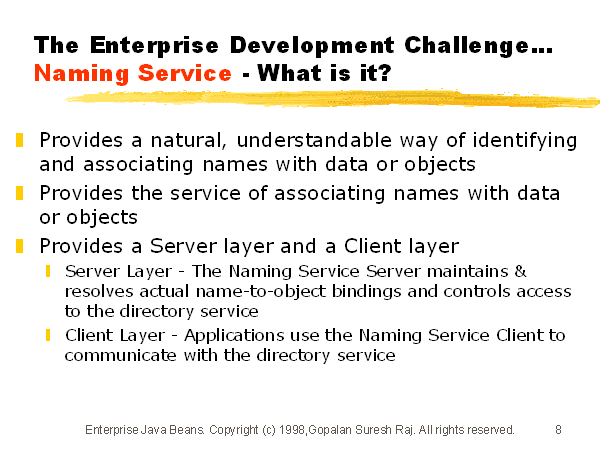 The Enterprise Development Challenge...
Naming Service - What is it?
Provides a natural, understandable way of identifying
and associating names with data or objects
Provides the service of associating names with data
or objects
Provides a Server layer and a Client layer
Server Layer - The Naming Service Server maintains &
resolves actual name-to-object bindings and controls access
to the directory service
Client Layer - Applications use the Naming Service Client to
communicate with the directory service
Enterprise Java Beans. Copyright (c) 1998,Gopalan Suresh Raj. All rights reserved. 8